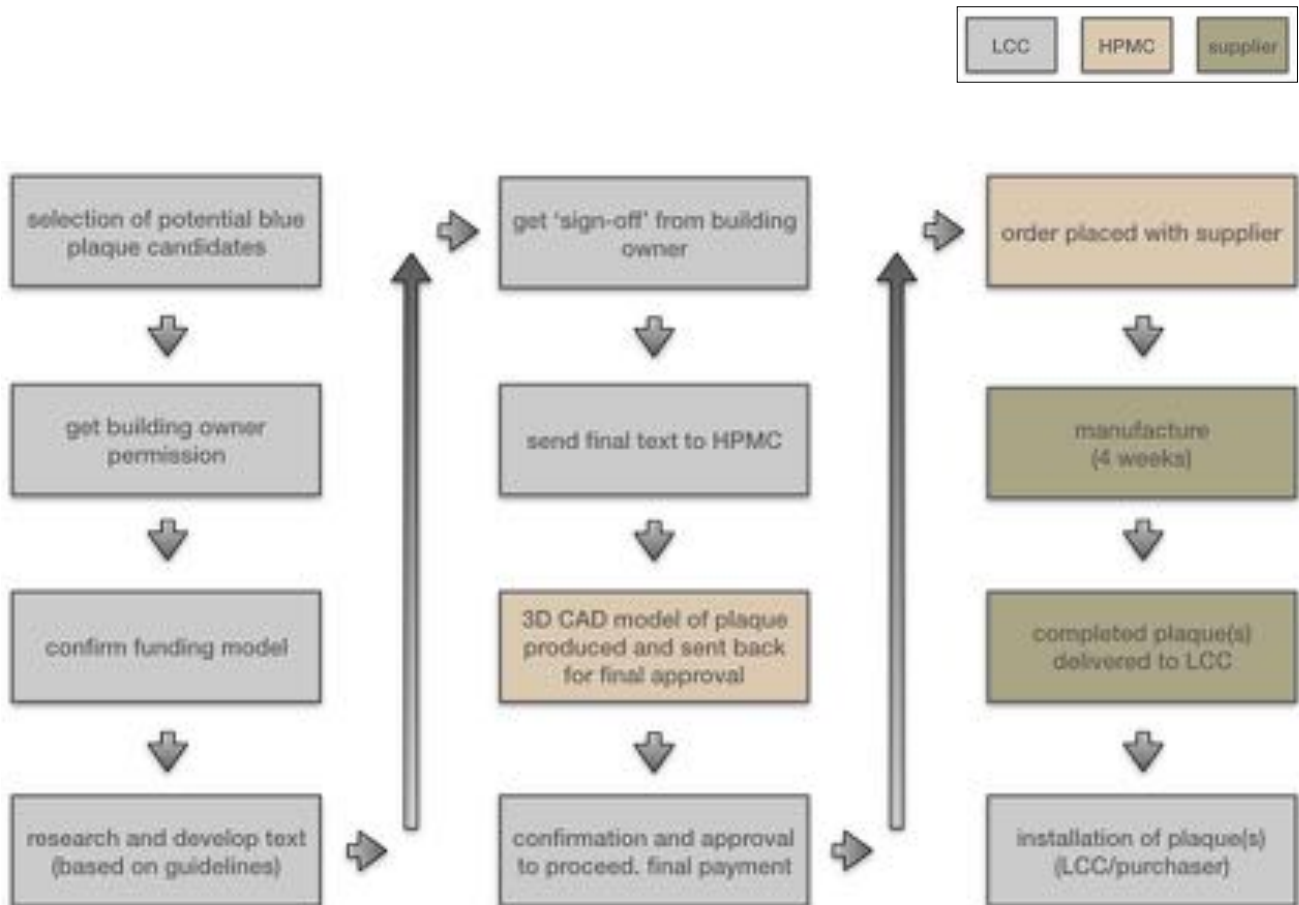 LCC
HPMC
supplier
selection of potential blue
plaque candidates
get building owner
permission
confirm funding model
research and develop text
(based on guidelines)
get ‘sign-off’ from building
owner
send final text to HPMC
3D CAD model of plaque
produced and sent back
for final approval
confirmation and approval
to proceed. final payment
order placed with supplier
manufacture
(4 weeks)
completed plaque(s)
delivered to LCC
installation of plaque(s)
(LCC/purchaser)